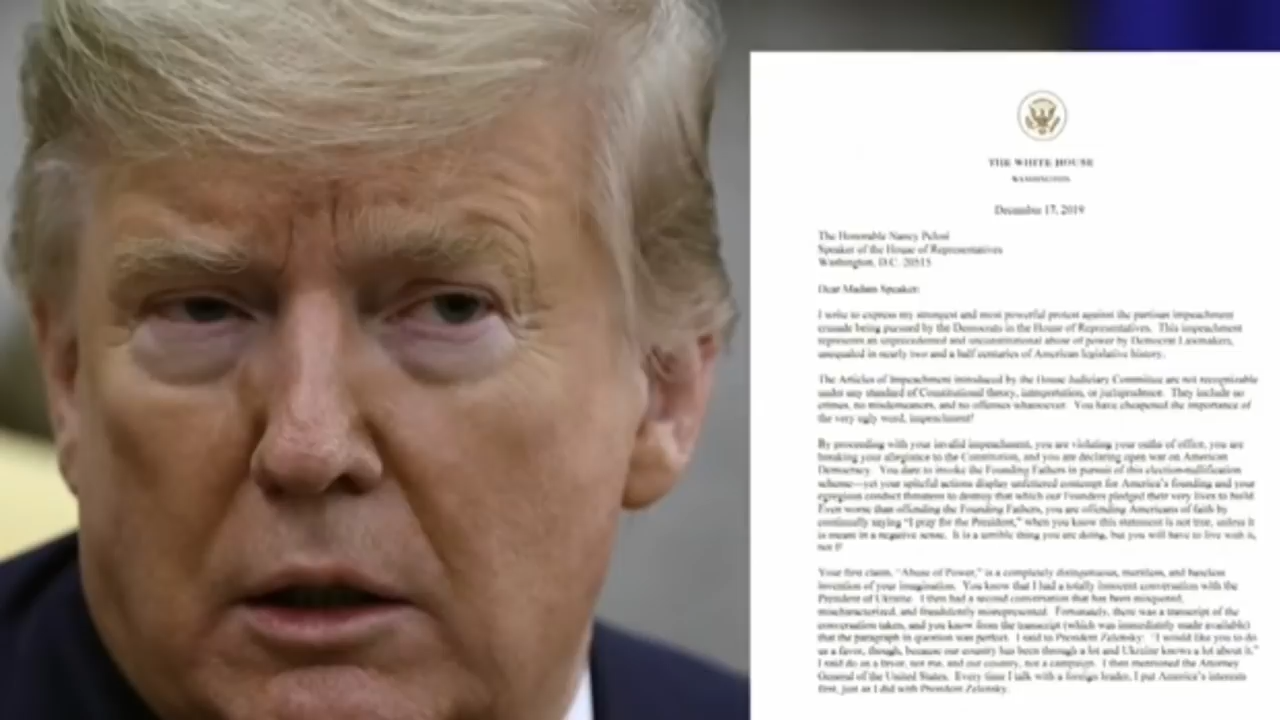 THE WHITE HOUSE
WASHINGTON
December 17, 2019
The Honorable Nancy Pelosi
Speaker of the House of Representatives
Washington, D.C. 20515
Dear Madam Speaker:
I write to express my strongest and most powerful protest against the partisan impeachment
crusade being pursued by the Democrats in the House of Representatives. This impeachment
represents an unprecedented and unconstitutional abuse of power by Democrat Lawmakers,
unequaled in nearly two and a half centuries of American legislative history.
The Articles of Impeachment introduced by the House Judiciary Committee are not recognizable
under any standard of Constitutional theory, interpretation, or jurisprudence. They include no
crimes, no misdemeanors, and no offenses whatsoever. You have cheapened the importance of
the very ugly word, impeachment!
By proceeding with your invalid impeachment, you are violating your oaths of office, you are
breaking your allegiance to the Constitution, and you are declaring open war on American
Democracy. You dare to invoke the Founding Fathers in pursuit of this election-nullification
scheme—yet your spiteful actions display unfettered contempt for America's founding and your
egregious conduct threatens to destroy that which our Founders pledged their very lives to build.
Even worse than offending the Founding Fathers, you are offending Americans of faith by
continually saying "I pray for the President," when you know this statement is not true, unless it
is meant in a negative sense. It is a terrible thing you are doing, but you will have to live with it,
not I!
Your first claim, "Abuse of Power," is a completely disingenuous, meritless, and baseless
invention of your imagination. You know that I had a totally innocent conversation with the
President of Ukraine. I then had a second conversation that has been misquoted,
mischaracterized, and fraudulently misrepresented. Fortunately, there was a transcript of the
conversation taken, and you know from the transcript (which was immediately made available)
that the paragraph in question was perfect. I said to President Zelensky: "I would like you to do
us a favor, though, because our country has been through a lot and Ukraine knows a lot about it."
I said do us a favor, not me, and our country, not a campaign. I then mentioned the Attorney
General of the United States. Every time I talk with a foreign leader, I put America's interests
first, just as I did with President Zelensky.